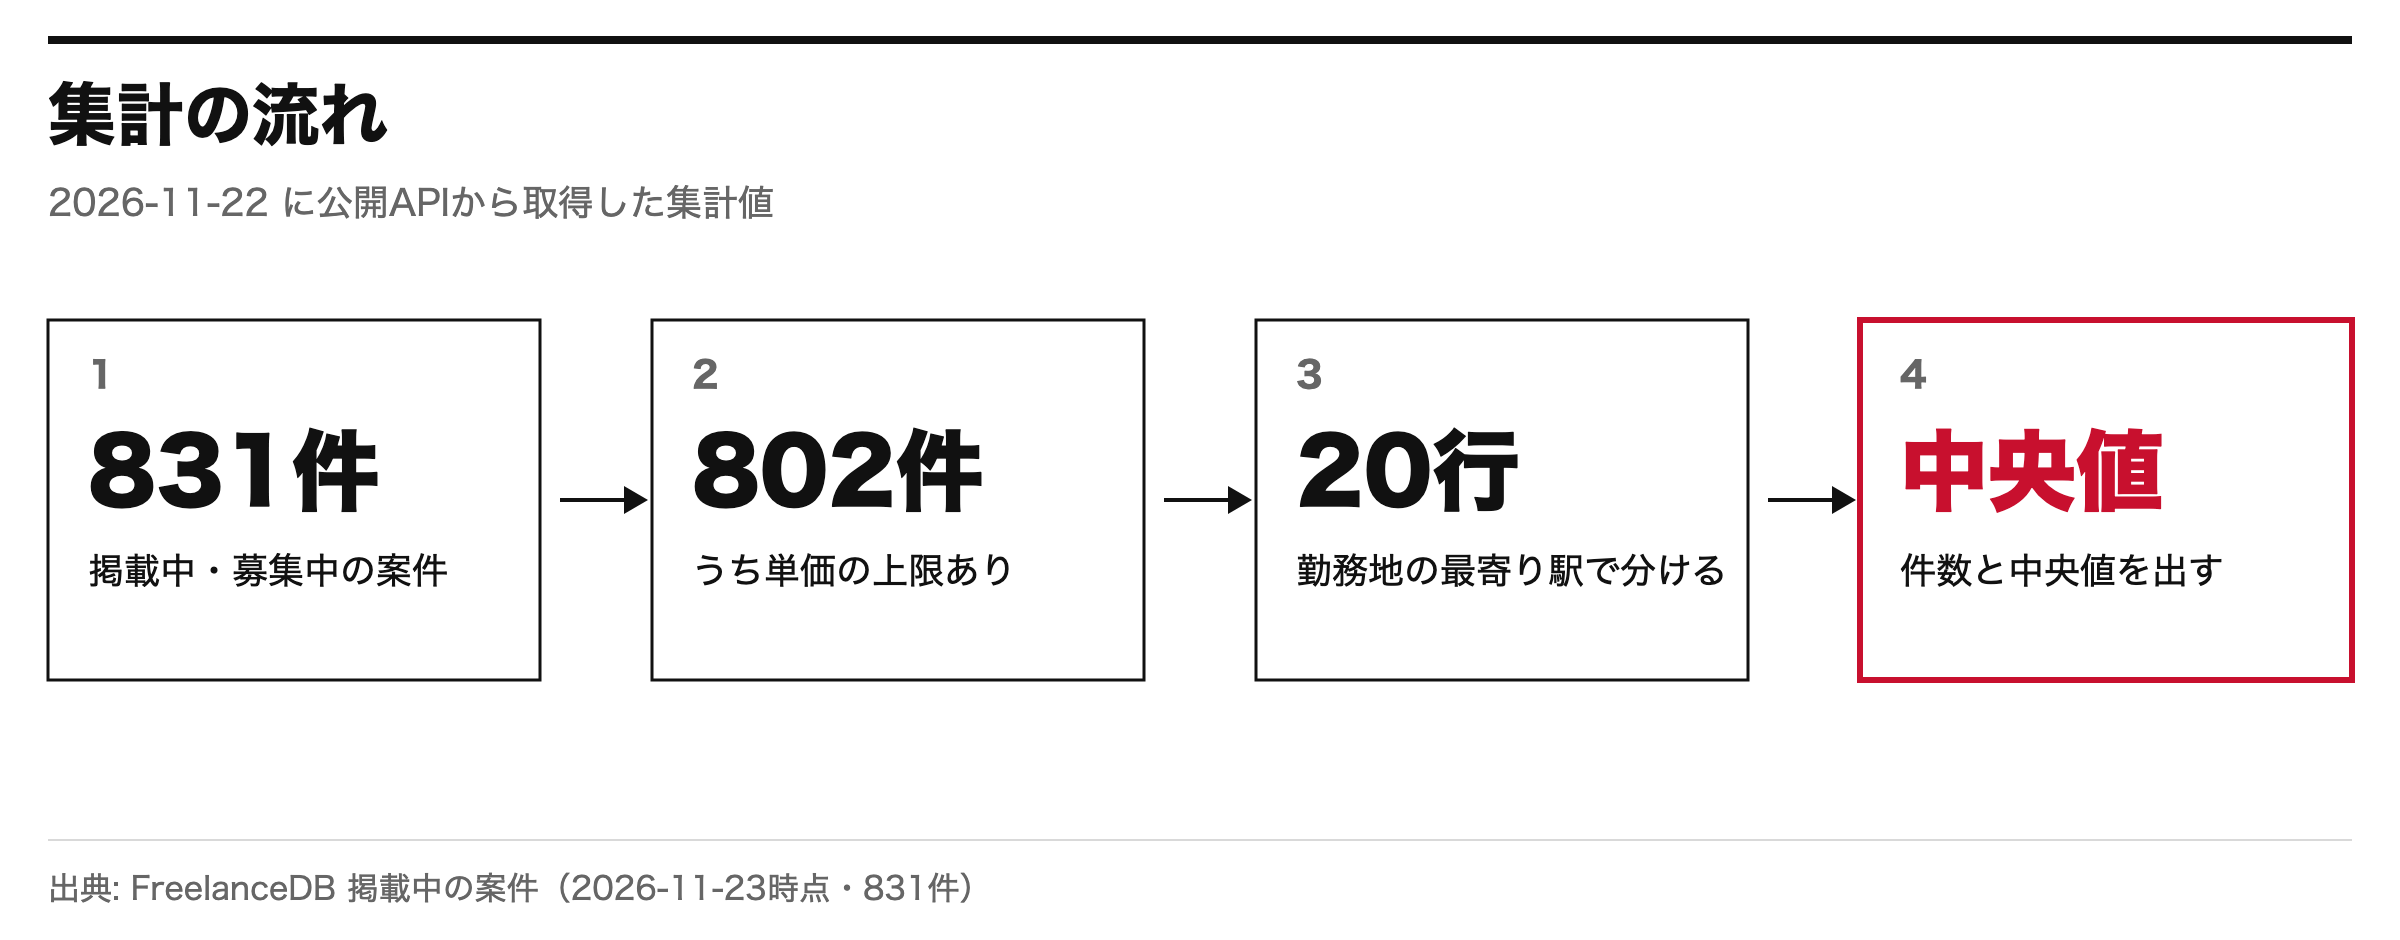 集計の流れ
2026-11-22 に公開APIから取得した集計値
1
831件
掲載中・募集中の案件
2
802件
うち単価の上限あり
3
20行
勤務地の最寄り駅で分ける
4
中央値
件数と中央値を出す
出典: FreelanceDB 掲載中の案件（2026-11-23時点・831件）